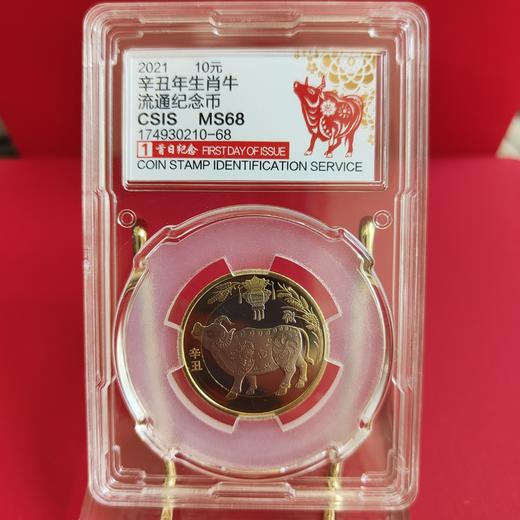 2021 10元
辛丑年生肖牛
流通纪念币
CSIS MS68
174930210-68
1 首日纪念 FIRST DAY OF ISSUE
COIN STAMP IDENTIFICATION SERVICE
辛丑